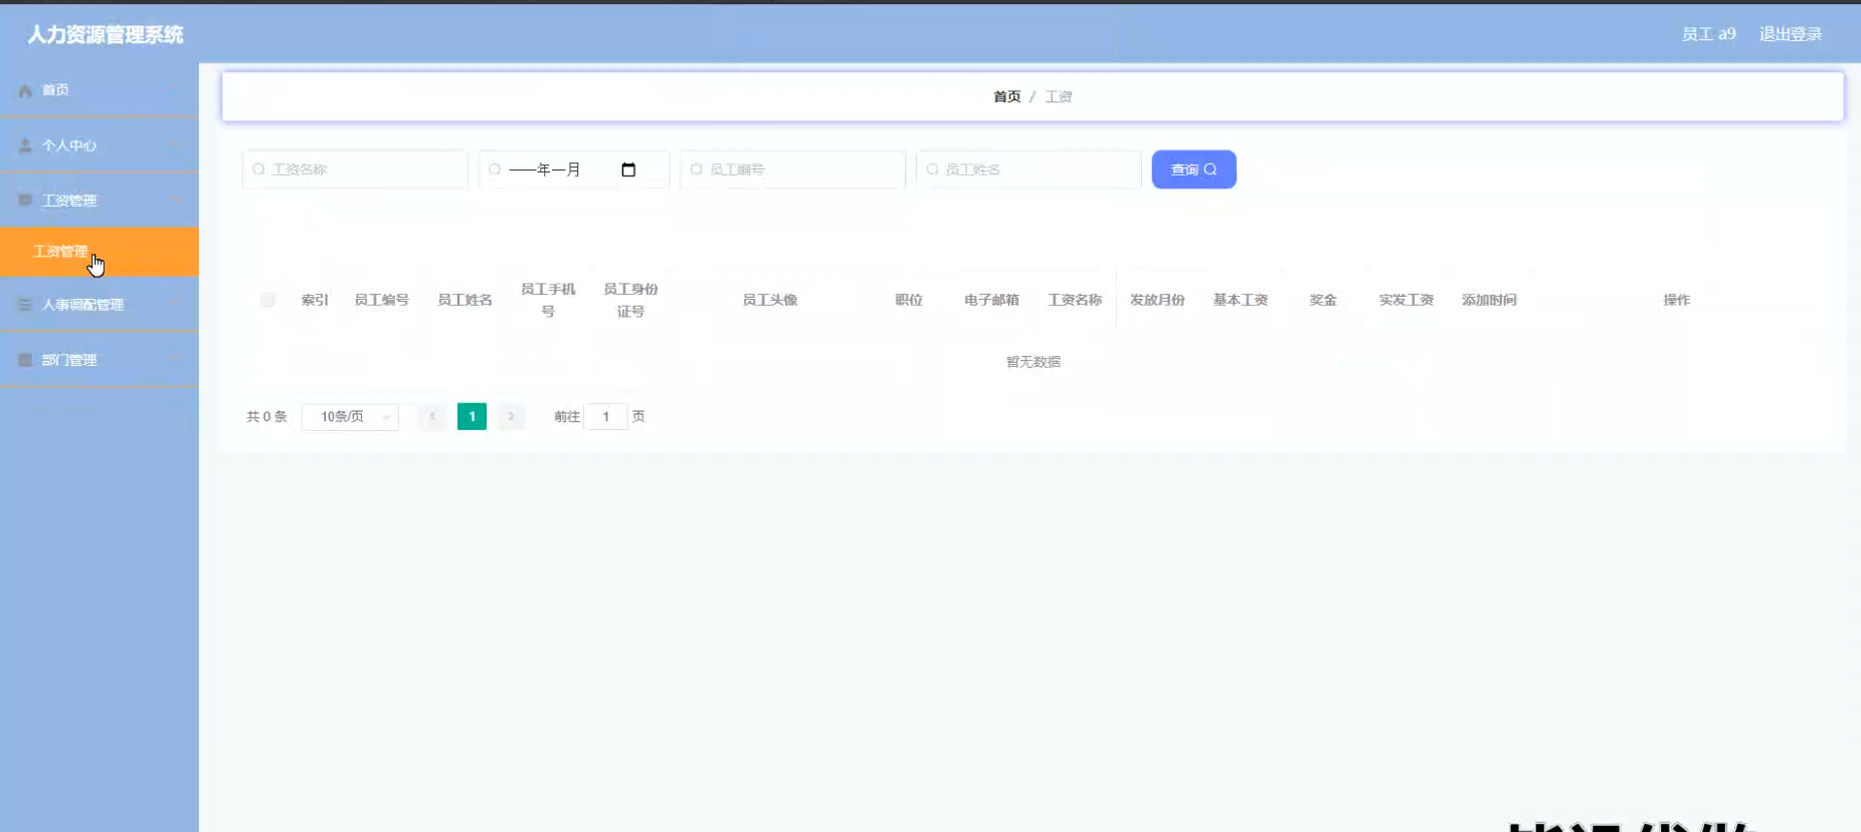 人力资源管理系统
员工 a9 退出登录
首页
个人中心
工资管理
工资管理
人事调配管理
部门管理
首页 / 工资
工资名称
----年--月
员工编号
员工姓名
查询
索引 员工编号 员工姓名 员工手机号 员工身份证号 员工头像 职位 电子邮箱 工资名称 发放月份 基本工资 奖金 实发工资 添加时间 操作
暂无数据
共 0 条 10条/页 1 前往 1 页